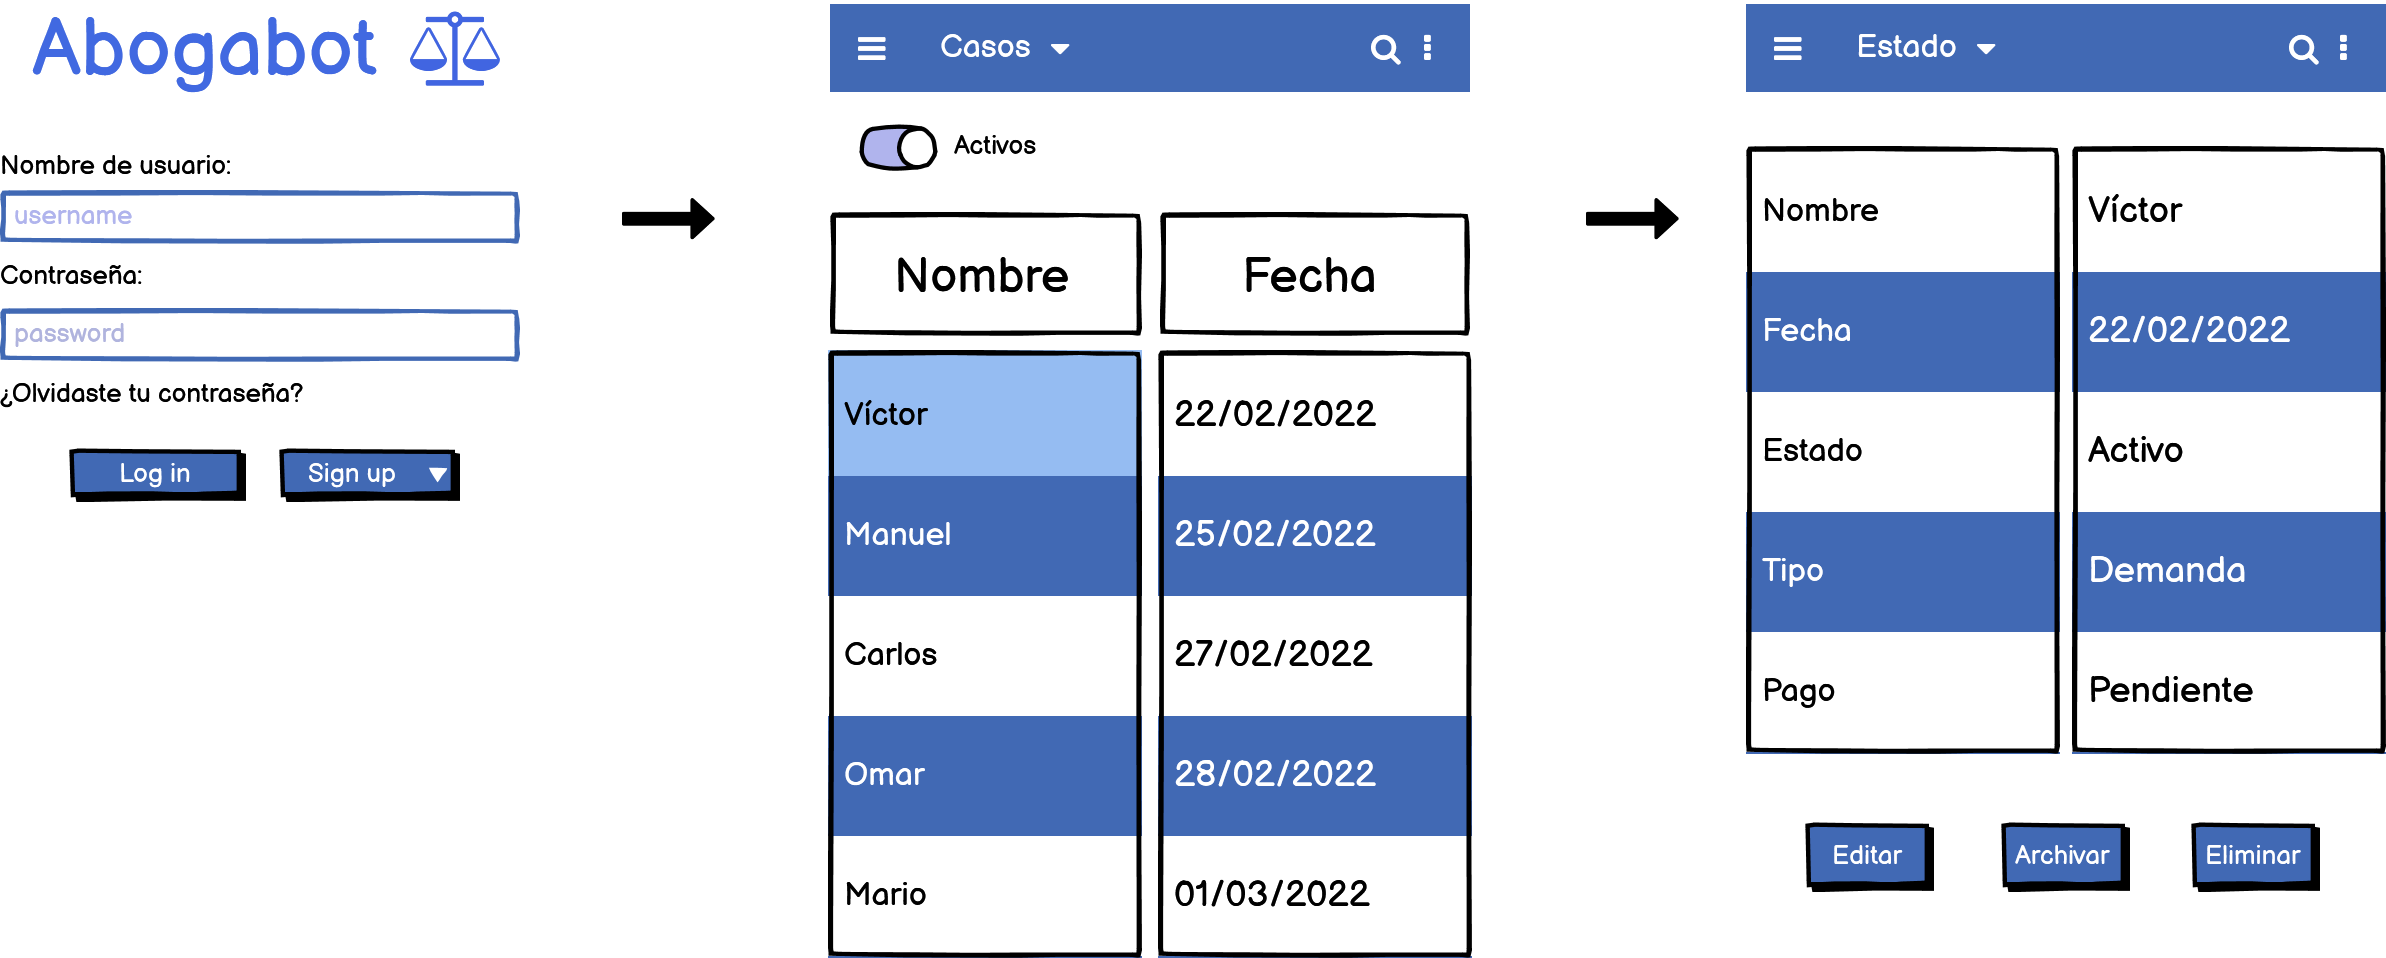 Abogabot
Nombre de usuario:
username
Contraseña:
password
¿Olvidaste tu contraseña?
Log in
Sign up
Casos
Activos
Nombre
Fecha
Víctor
22/02/2022
Manuel
25/02/2022
Carlos
27/02/2022
Omar
28/02/2022
Mario
01/03/2022
Estado
Nombre
Víctor
Fecha
22/02/2022
Estado
Activo
Tipo
Demanda
Pago
Pendiente
Editar
Archivar
Eliminar